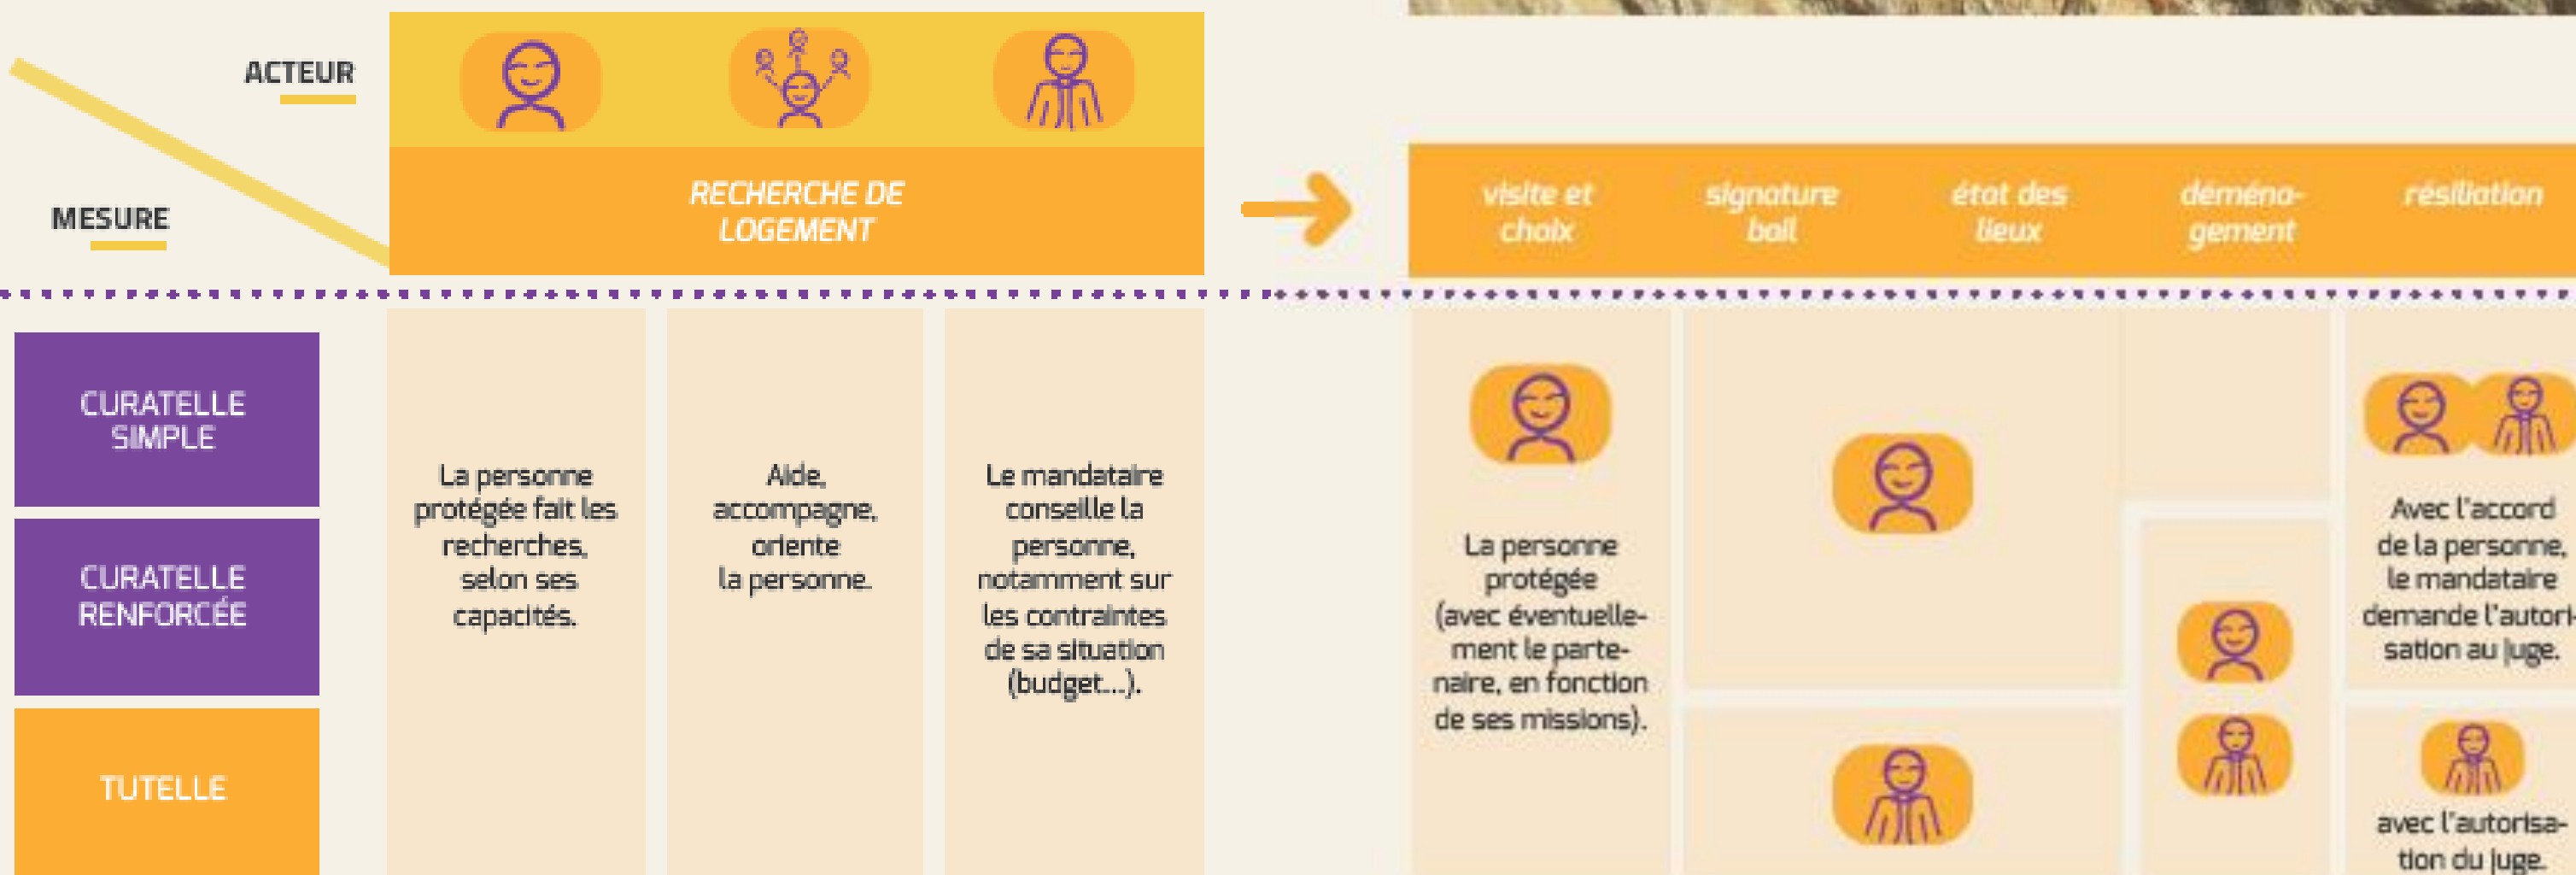 ACTEUR
MESURE
RECHERCHE DE
LOGEMENT
visite et
choix
signature
bail
état des
lieux
déména-
gement
résiliation
CURATELLE
SIMPLE
CURATELLE
RENFORCÉE
TUTELLE
La personne
protégée fait les
recherches,
selon ses
capacités.
Aide,
accompagne,
oriente
la personne.
Le mandataire
conseille la
personne,
notamment sur
les contraintes
de sa situation
(budget...).
La personne
protégée
(avec éventuelle-
ment le parte-
naire, en fonction
de ses missions).
Avec l'accord
de la personne,
le mandataire
demande l'autori-
sation au juge.
avec l'autorisa-
tion du juge.